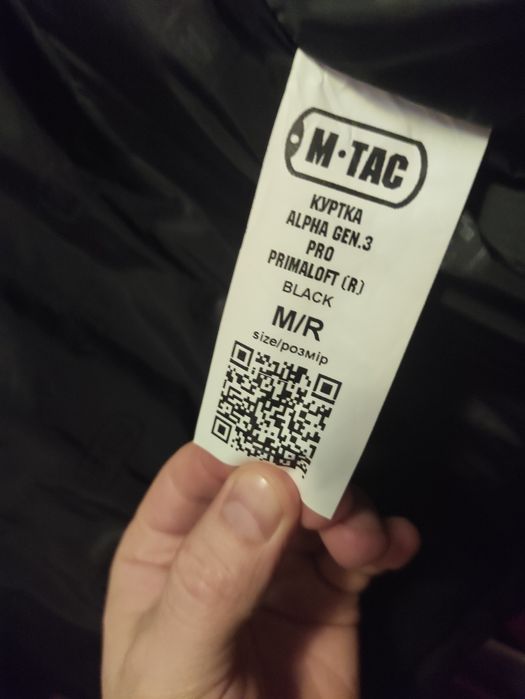 M·TAC
КУРТКА
ALPHA GEN.3
PRO
PRIMALOFT (R)
BLACK
M/R
size/розмір